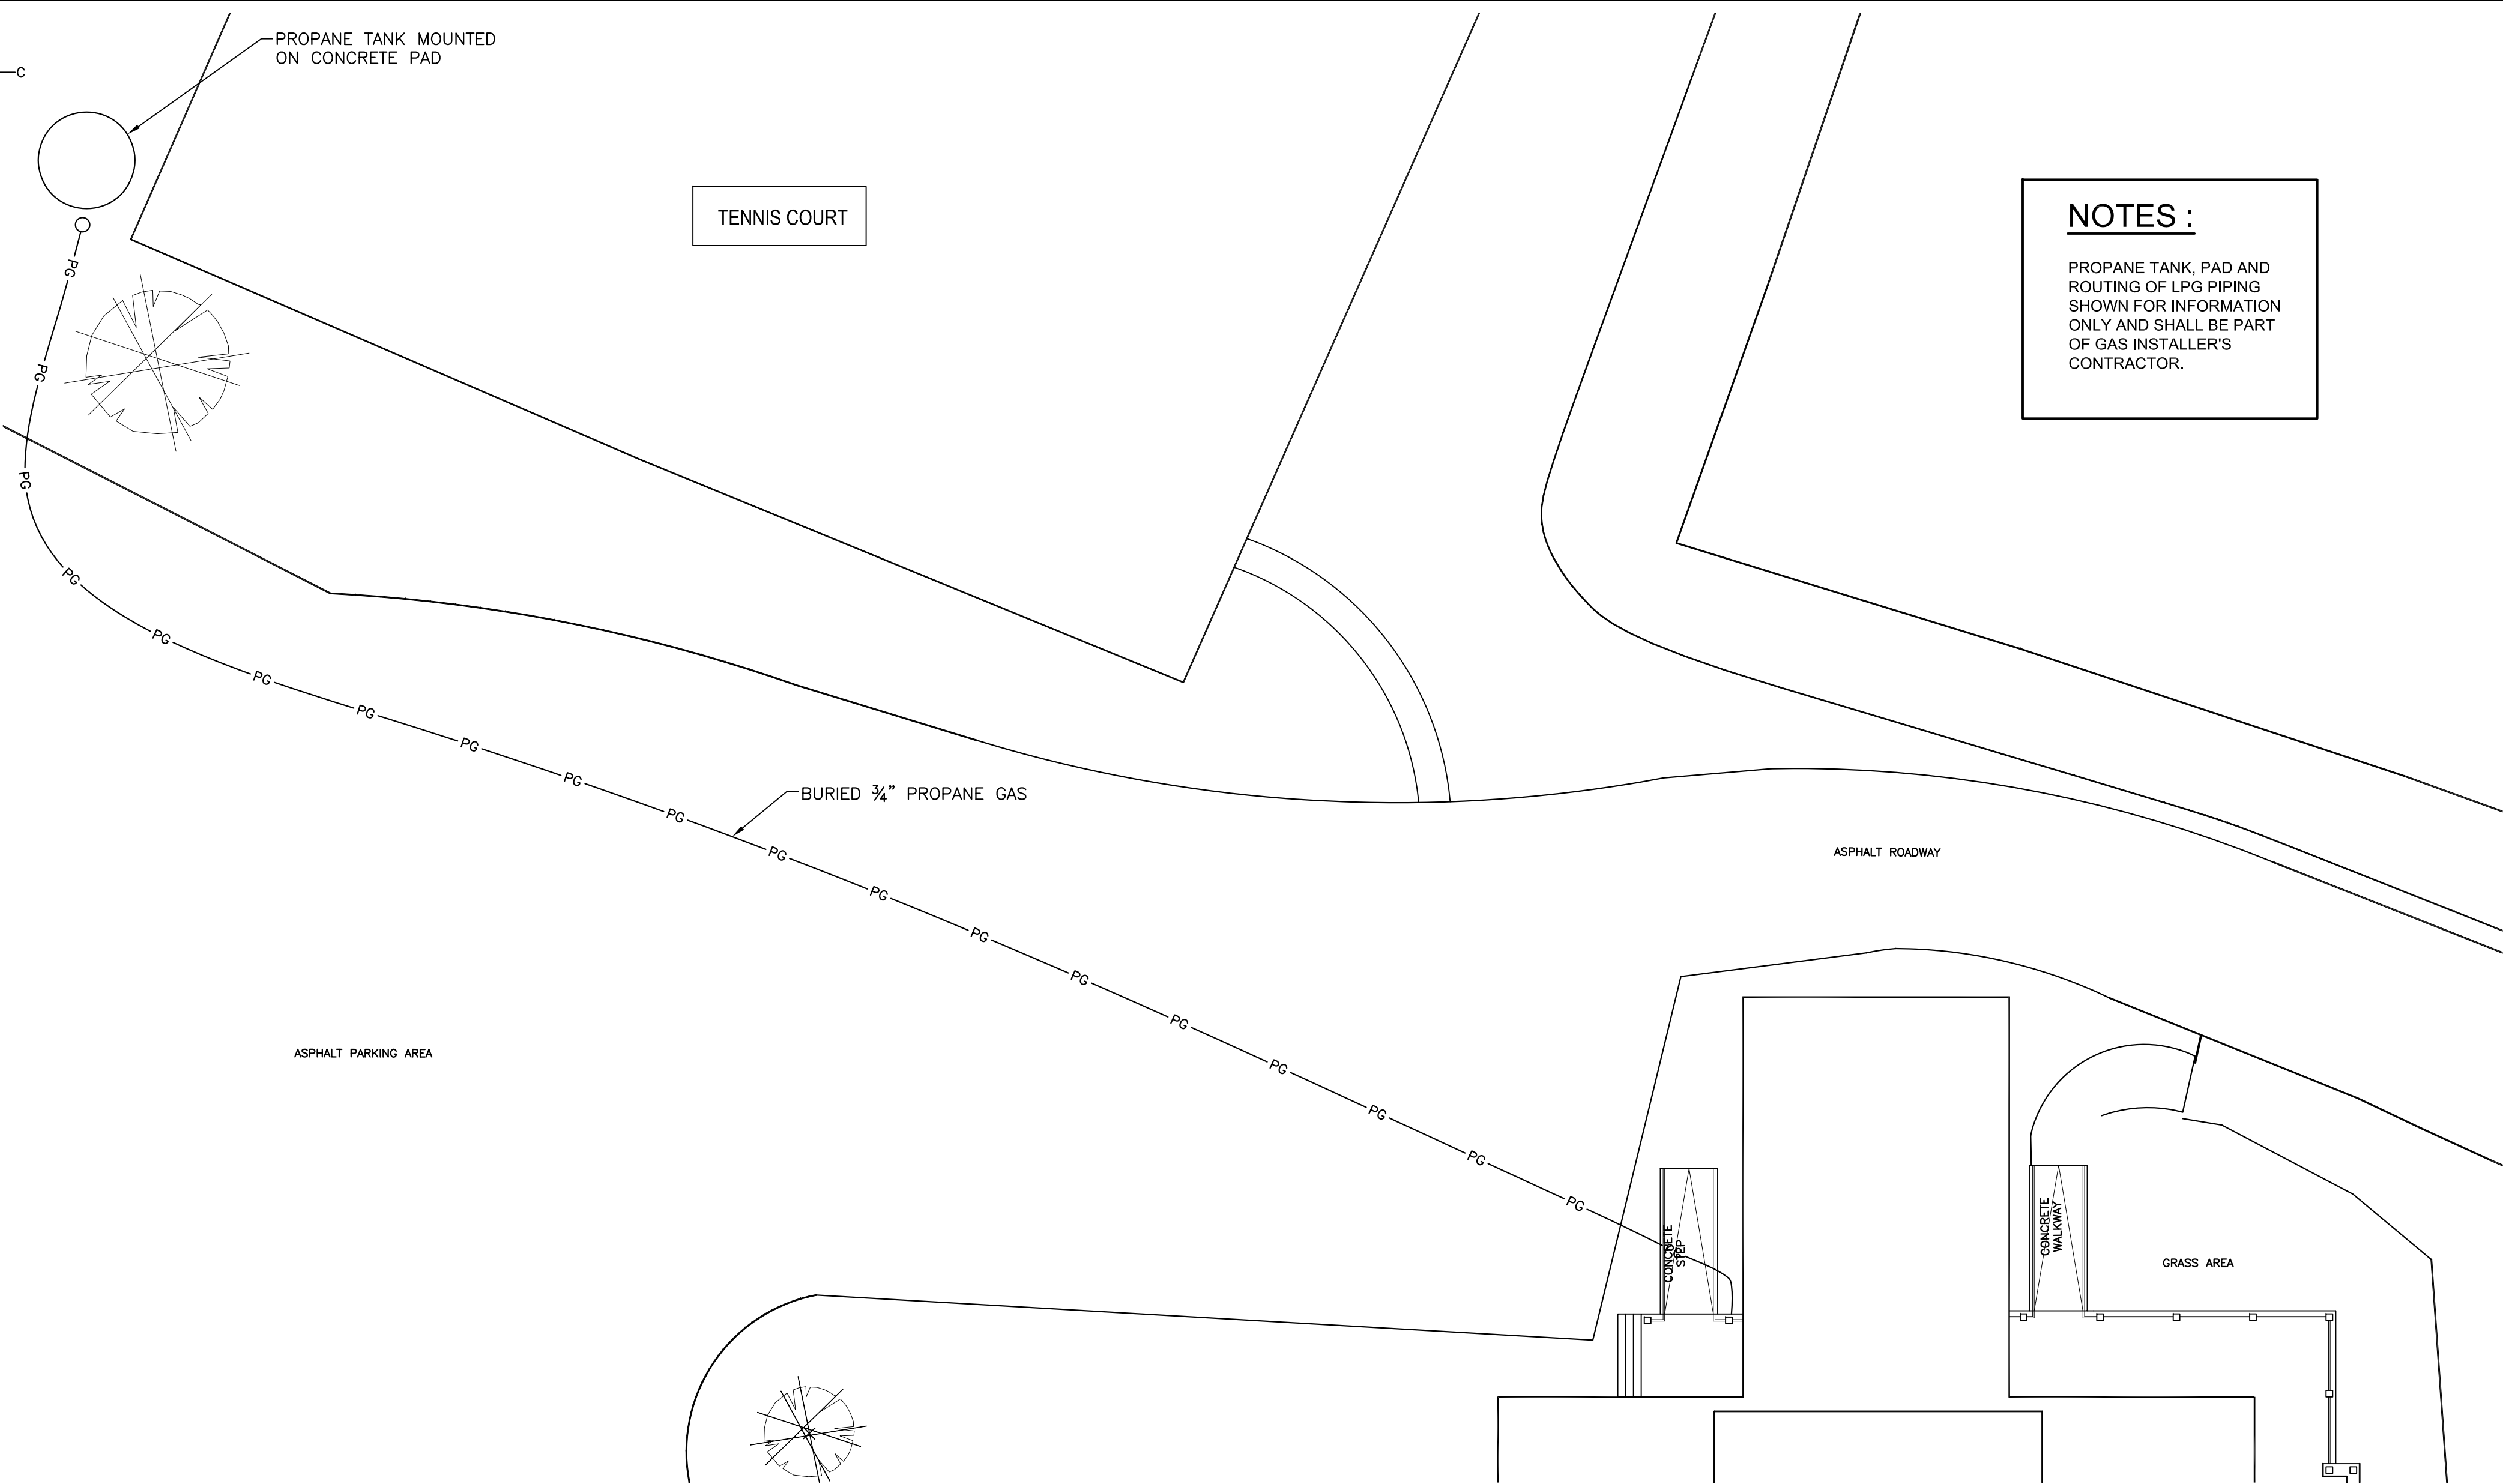 PROPANE TANK MOUNTED
ON CONCRETE PAD
C
TENNIS COURT
NOTES :
PROPANE TANK, PAD AND
ROUTING OF LPG PIPING
SHOWN FOR INFORMATION
ONLY AND SHALL BE PART
OF GAS INSTALLER'S
CONTRACTOR.
PG
PG
PG
PG
PG
PG
PG
PG
PG
PG
BURIED ¾" PROPANE GAS
PG
PG
PG
PG
PG
PG
PG
PG
PG
ASPHALT ROADWAY
ASPHALT PARKING AREA
CONCRETE
STEP
CONCRETE
WALKWAY
GRASS AREA